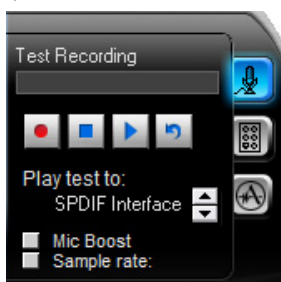 Test Recording
Play test to:
SPDIF Interface
Mic Boost
Sample rate: